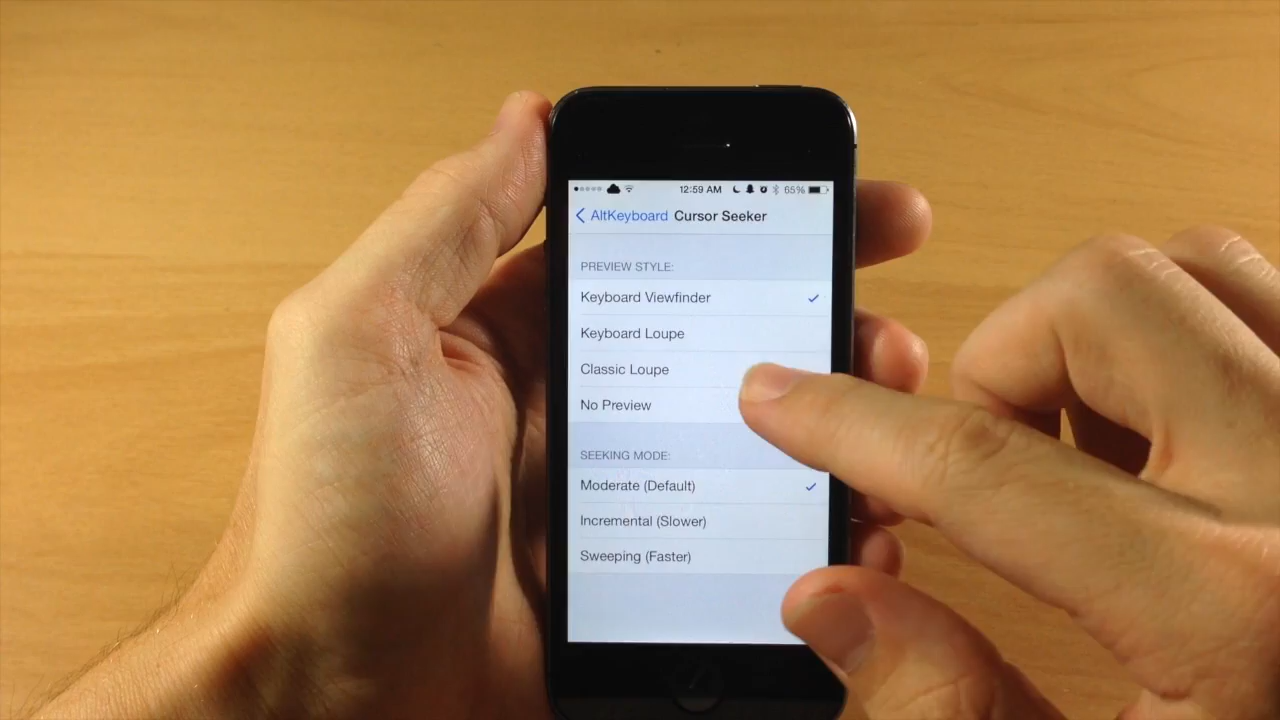 12:59 AM 65%
AltKeyboard Cursor Seeker
PREVIEW STYLE:
Keyboard Viewfinder
Keyboard Loupe
Classic Loupe
No Preview
SEEKING MODE:
Moderate (Default)
Incremental (Slower)
Sweeping (Faster)